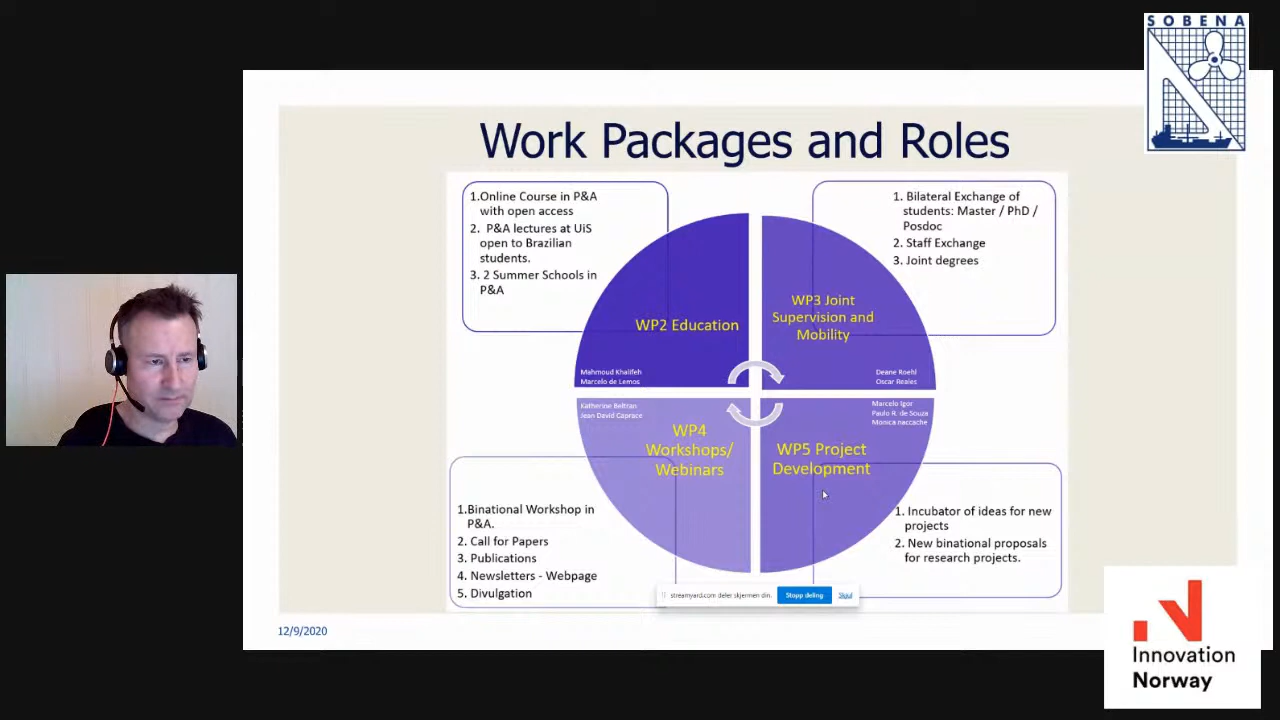 SOBENA
Work Packages and Roles
1.Online Course in P&A
with open access
2. P&A lectures at UiS
open to Brazilian
students.
3. 2 Summer Schools in
P&A
1. Bilateral Exchange of
students: Master / PhD /
Posdoc
2. Staff Exchange
3. Joint degrees
WP2 Education
Mahmoud Khalifeh
Marcelo de Lemos
WP3 Joint
Supervision and
Mobility
Deane Roehl
Oscar Reales
Katherine Beltran
Jean David Caprace
WP4
Workshops/
Webinars
Marcelo Igor
Paulo R. de Souza
Monica naccache
WP5 Project
Development
1.Binational Workshop in
P&A.
2. Call for Papers
3. Publications
4. Newsletters - Webpage
5. Divulgation
1. Incubator of ideas for new
projects
2. New binational proposals
for research projects.
streamyard.com deler skjermen din.
Stopp deling
Skjul
12/9/2020
Innovation
Norway